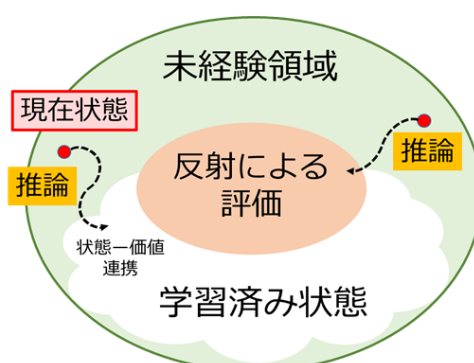 未経験領域
現在状態
推論
反射による
評価
推論
状態ー価値
連携
学習済み状態